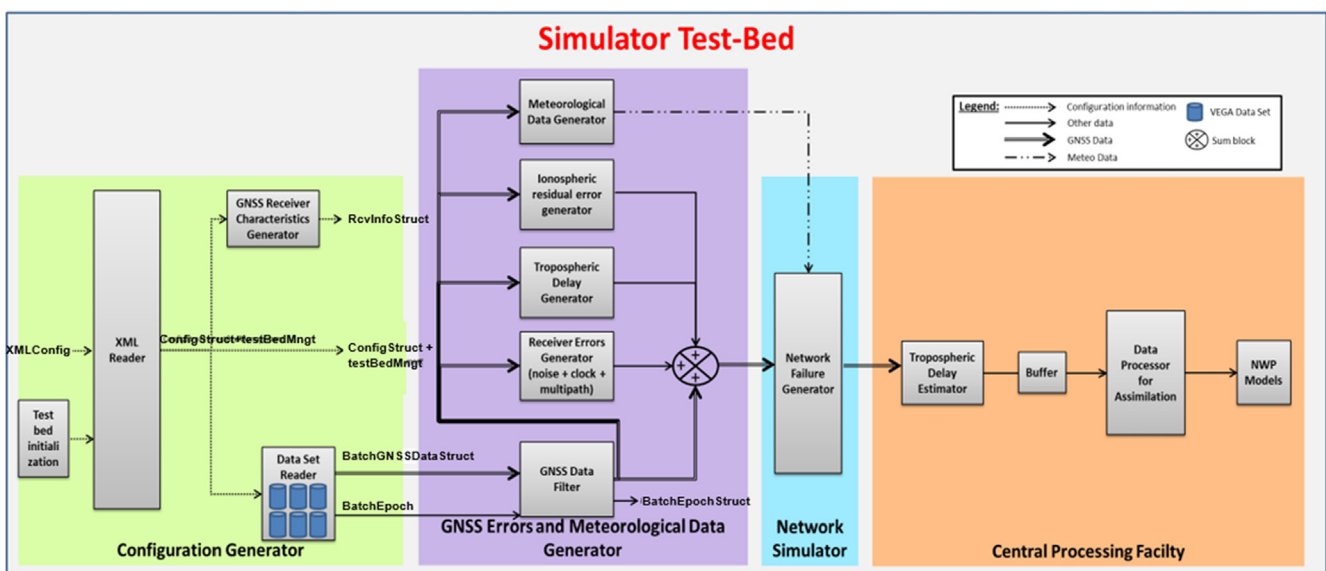 Simulator Test-Bed
Legend:
Configuration information
Other data
GNSS Data
Meteo Data
VEGA Data Set
Sum block
XMLConfig
Test
bed
initiali
zation
XML
Reader
GNSS Receiver
Characteristics
Generator
RcvInfoStruct
ConfigStruct+testBedMngt
ConfigStruct +
testBedMngt
Data Set
Reader
BatchGNSSDataStruct
BatchEpoch
Configuration Generator
Meteorological
Data Generator
Ionospheric
residual error
generator
Tropospheric
Delay
Generator
Receiver Errors
Generator
(noise + clock +
multipath)
+
+ +
+
GNSS Data
Filter
BatchEpochStruct
GNSS Errors and Meteorological Data
Generator
Network
Failure
Generator
Network
Simulator
Tropospheric
Delay
Estimator
Buffer
Data
Processor
for
Assimilation
NWP
Models
Central Processing Facilty